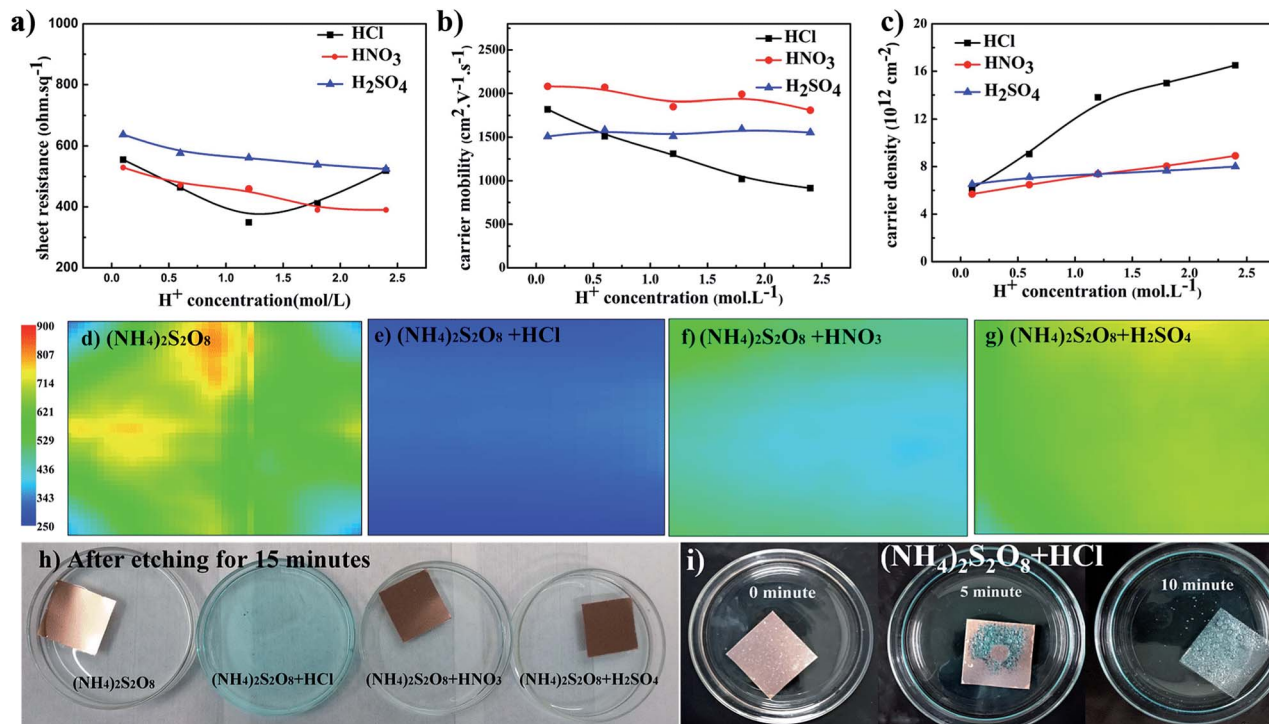 a)
1000
800
600
400
200
sheet resistance (ohm.sq⁻¹)
HCl
HNO₃
H₂SO₄
0.0 0.5 1.0 1.5 2.0 2.5
H⁺ concentration(mol/L)
b)
2500
2000
1500
1000
500
0
carrier mobility (cm².V⁻¹.s⁻¹)
HCl
HNO₃
H₂SO₄
0.0 0.5 1.0 1.5 2.0 2.5
H⁺ concentration (mol.L⁻¹)
c)
20
16
12
8
4
0
carrier density (10¹² cm⁻²)
HCl
HNO₃
H₂SO₄
0.0 0.5 1.0 1.5 2.0 2.5
H⁺ concentration (mol.L⁻¹)
900
807
714
621
529
436
343
250
d) (NH₄)₂S₂O₈
e) (NH₄)₂S₂O₈ +HCl
f) (NH₄)₂S₂O₈ +HNO₃
g) (NH₄)₂S₂O₈+H₂SO₄
h) After etching for 15 minutes
(NH₄)₂S₂O₈
(NH₄)₂S₂O₈+HCl
(NH₄)₂S₂O₈+HNO₃
(NH₄)₂S₂O₈+H₂SO₄
i)
(NH₄)₂S₂O₈+HCl
0 minute
5 minute
10 minute